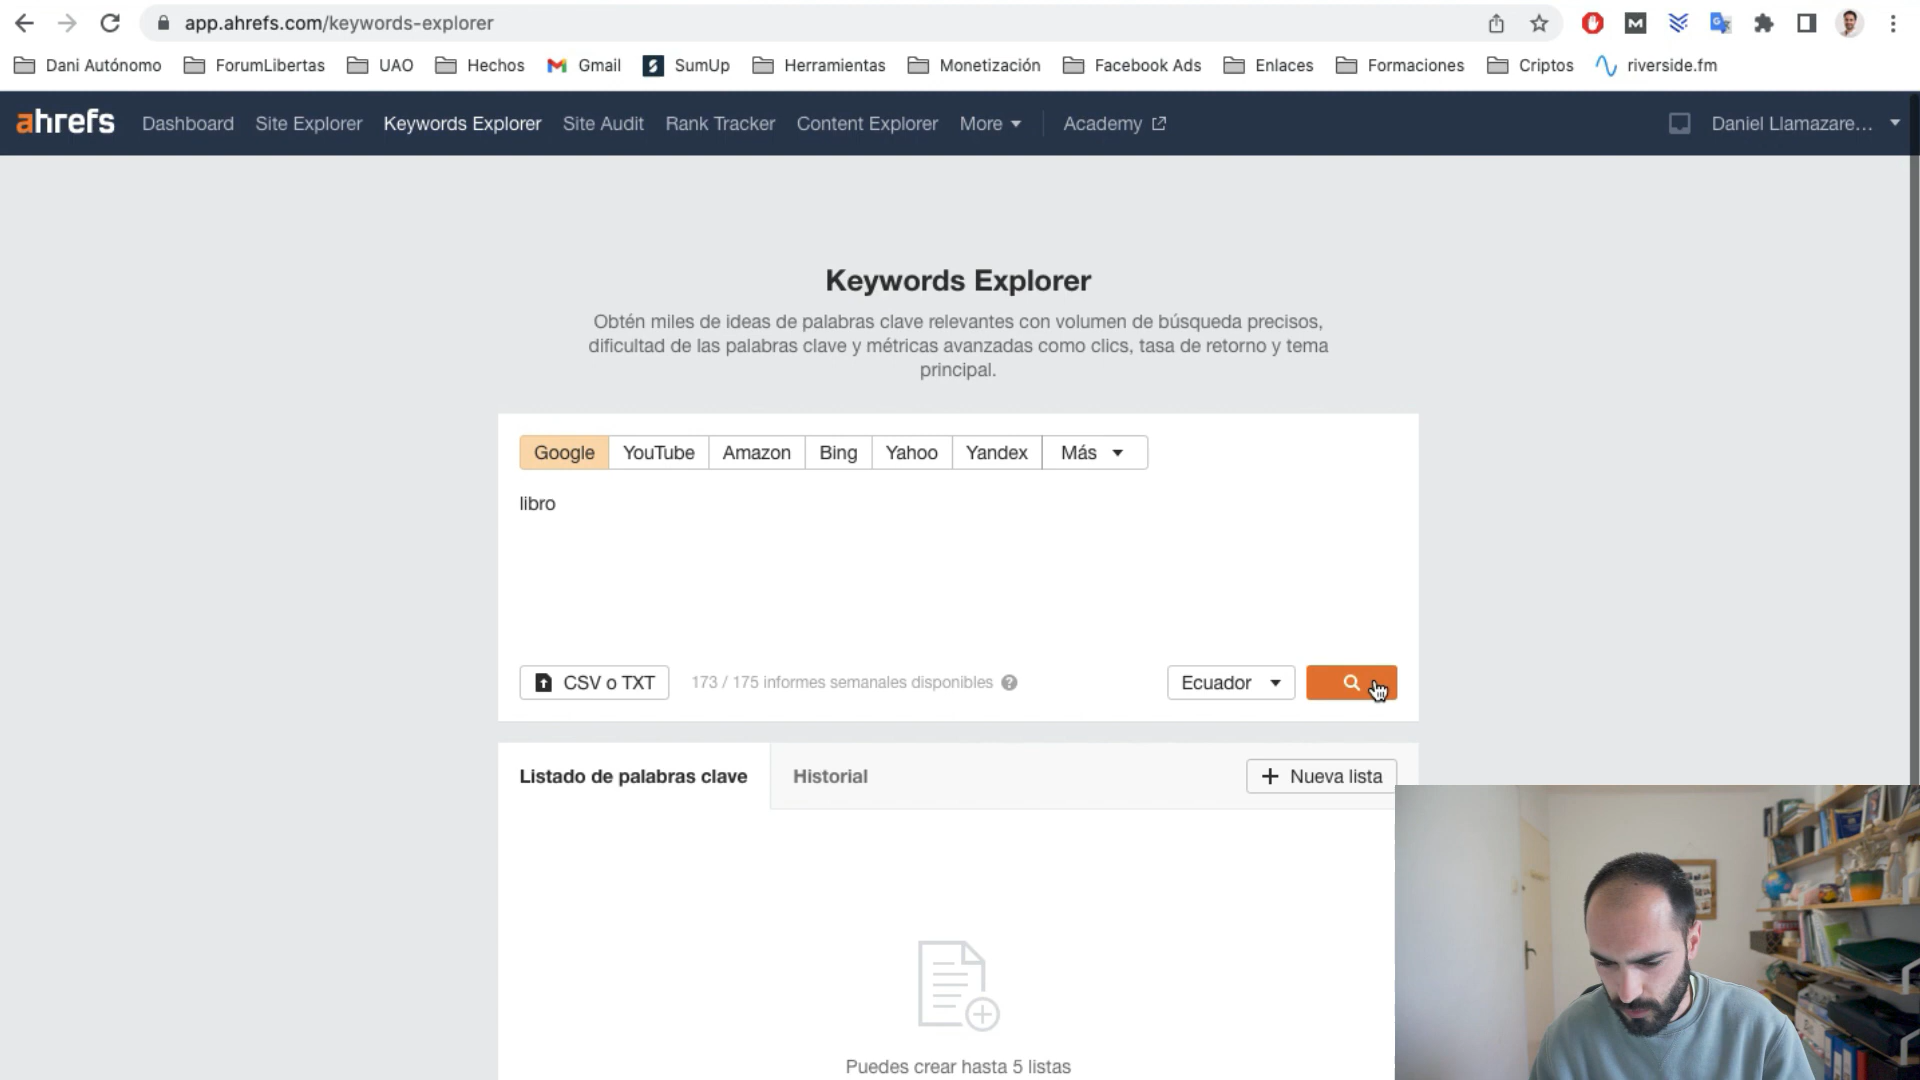 app.ahrefs.com/keywords-explorer
Dani Autónomo ForumLibertas UAO Hechos Gmail SumUp Herramientas Monetización Facebook Ads Enlaces Formaciones Criptos riverside.fm
ahrefs Dashboard Site Explorer Keywords Explorer Site Audit Rank Tracker Content Explorer More Academy Daniel Llamazare...
Keywords Explorer
Obtén miles de ideas de palabras clave relevantes con volumen de búsqueda precisos,
dificultad de las palabras clave y métricas avanzadas como clics, tasa de retorno y tema
principal.
Google YouTube Amazon Bing Yahoo Yandex Más
libro
CSV o TXT 173 / 175 informes semanales disponibles ? Ecuador
Listado de palabras clave Historial + Nueva lista
Puedes crear hasta 5 listas